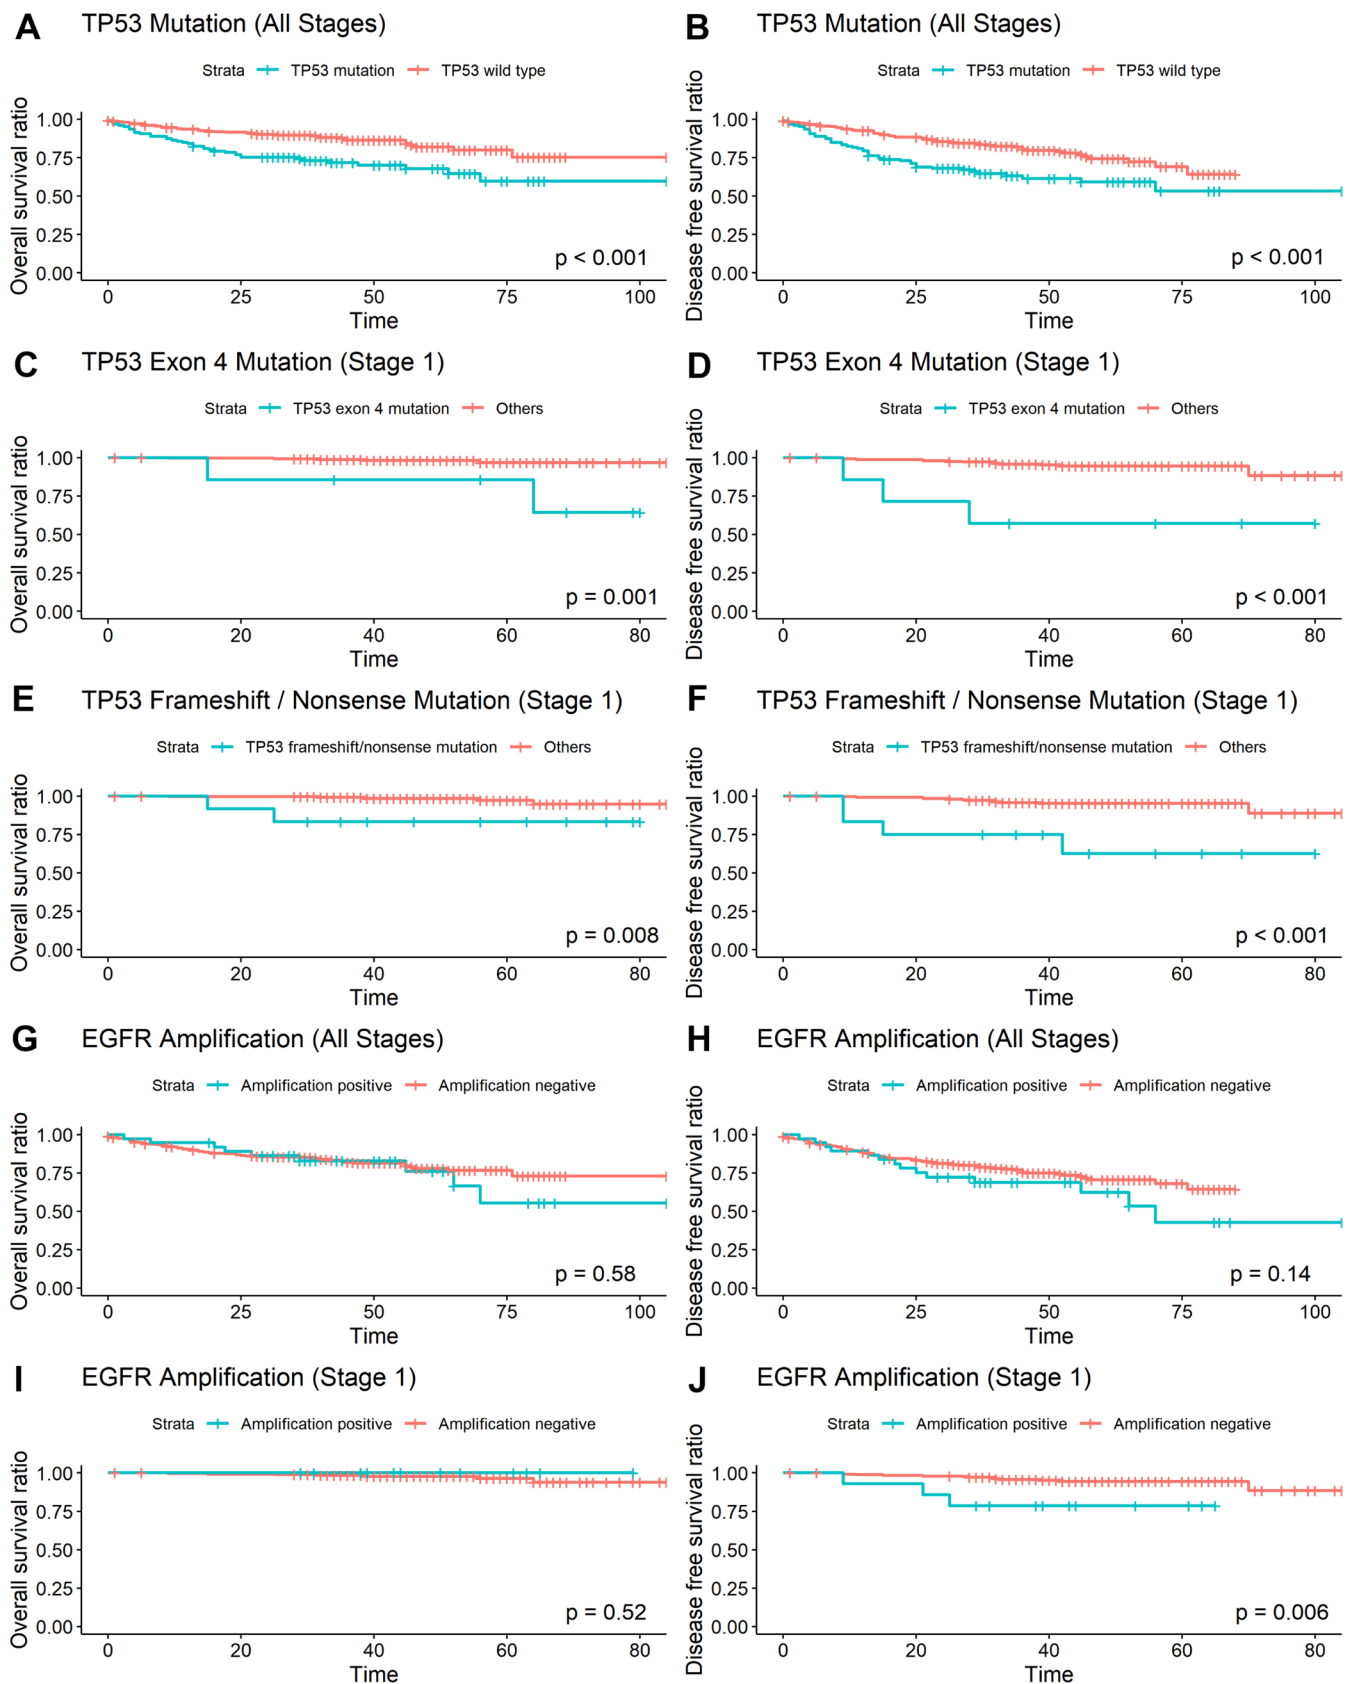 A TP53 Mutation (All Stages)
Strata TP53 mutation TP53 wild type
Overall survival ratio
1.00
0.75
0.50
0.25
0.00
p < 0.001
0 25 50 75 100
Time
B TP53 Mutation (All Stages)
Strata TP53 mutation TP53 wild type
Disease free survival ratio
1.00
0.75
0.50
0.25
0.00
p < 0.001
0 25 50 75 100
Time
C TP53 Exon 4 Mutation (Stage 1)
Strata TP53 exon 4 mutation Others
Overall survival ratio
1.00
0.75
0.50
0.25
0.00
p = 0.001
0 20 40 60 80
Time
D TP53 Exon 4 Mutation (Stage 1)
Strata TP53 exon 4 mutation Others
Disease free survival ratio
1.00
0.75
0.50
0.25
0.00
p < 0.001
0 20 40 60 80
Time
E TP53 Frameshift / Nonsense Mutation (Stage 1)
Strata TP53 frameshift/nonsense mutation Others
Overall survival ratio
1.00
0.75
0.50
0.25
0.00
p = 0.008
0 20 40 60 80
Time
F TP53 Frameshift / Nonsense Mutation (Stage 1)
Strata TP53 frameshift/nonsense mutation Others
Disease free survival ratio
1.00
0.75
0.50
0.25
0.00
p < 0.001
0 20 40 60 80
Time
G EGFR Amplification (All Stages)
Strata Amplification positive Amplification negative
Overall survival ratio
1.00
0.75
0.50
0.25
0.00
p = 0.58
0 25 50 75 100
Time
H EGFR Amplification (All Stages)
Strata Amplification positive Amplification negative
Disease free survival ratio
1.00
0.75
0.50
0.25
0.00
p = 0.14
0 25 50 75 100
Time
I EGFR Amplification (Stage 1)
Strata Amplification positive Amplification negative
Overall survival ratio
1.00
0.75
0.50
0.25
0.00
p = 0.52
0 20 40 60 80
Time
J EGFR Amplification (Stage 1)
Strata Amplification positive Amplification negative
Disease free survival ratio
1.00
0.75
0.50
0.25
0.00
p = 0.006
0 20 40 60 80
Time